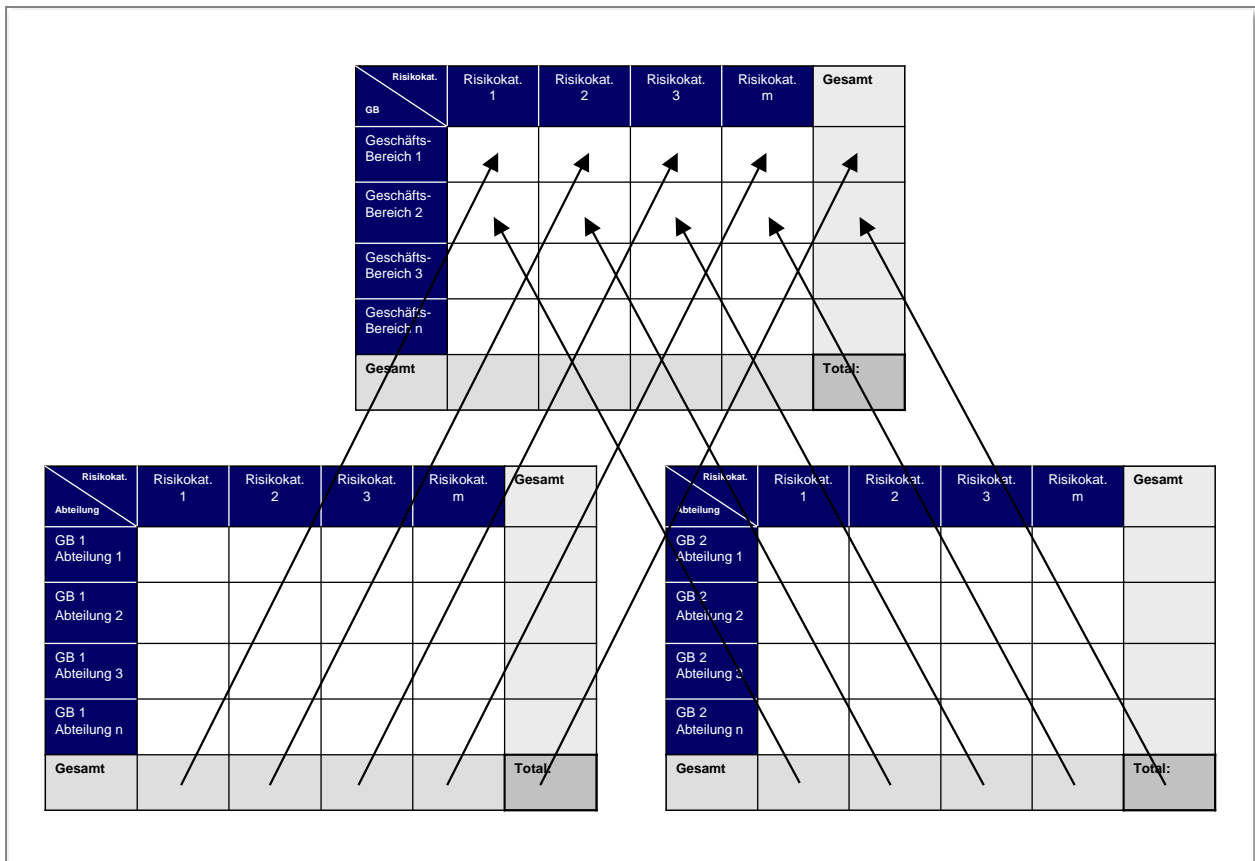 Risikokat.
GB
Risikokat.
1
Risikokat.
2
Risikokat.
3
Risikokat.
m
Gesamt
Geschäfts-
Bereich 1
Geschäfts-
Bereich 2
Geschäfts-
Bereich 3
Geschäfts-
Bereich n
Gesamt
Total:
Risikokat.
Abteilung
Risikokat.
1
Risikokat.
2
Risikokat.
3
Risikokat.
m
Gesamt
GB 1
Abteilung 1
GB 1
Abteilung 2
GB 1
Abteilung 3
GB 1
Abteilung n
Gesamt
Total:
Risikokat.
Abteilung
Risikokat.
1
Risikokat.
2
Risikokat.
3
Risikokat.
m
Gesamt
GB 2
Abteilung 1
GB 2
Abteilung 2
GB 2
Abteilung 3
GB 2
Abteilung n
Gesamt
Total: